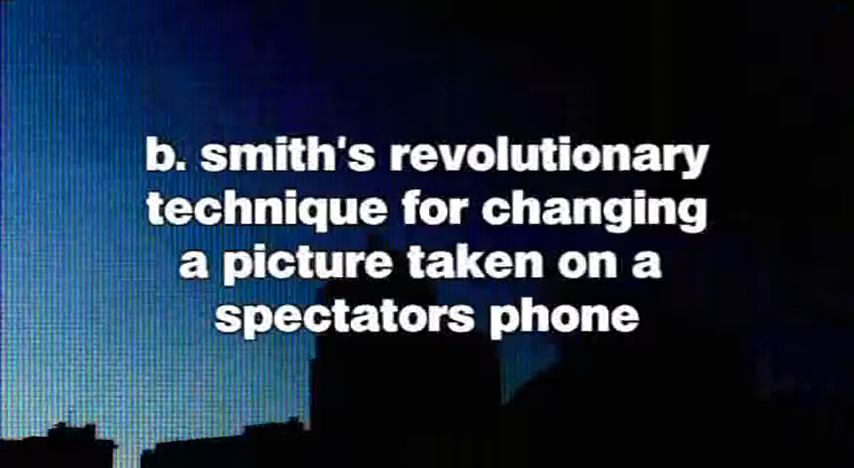 b. smith's revolutionary
technique for changing
a picture taken on a
spectators phone